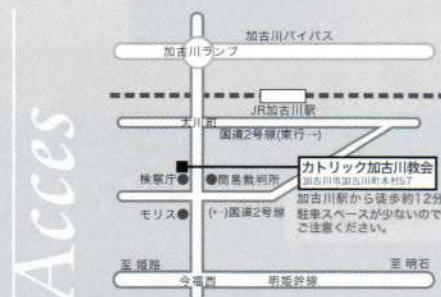 Acces
加古川バイパス
加古川ランプ
JR加古川駅
大川町
国道2号線(東行→)
カトリック加古川教会
加古川市加古川町木村57
検察庁
簡易裁判所
加古川駅から徒歩約12分
駐車スペースが少ないので
ご注意ください。
モリス
(←)国道2号線
至 姫路
至 明石
今福西
明姫幹線